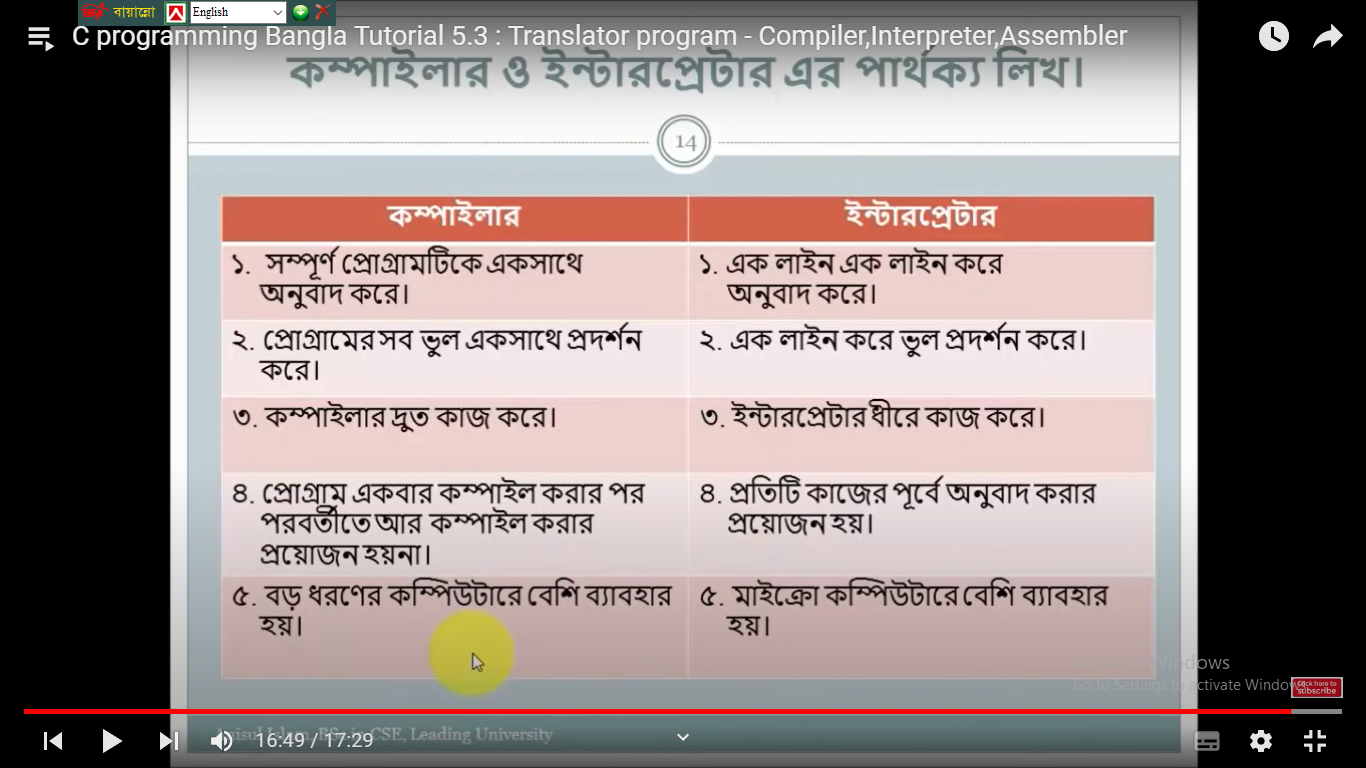 বায়ান্নো English
C programming Bangla Tutorial 5.3 : Translator program - Compiler,Interpreter,Assembler
কম্পাইলার ও ইন্টারপ্রেটার এর পার্থক্য লিখ।
14
কম্পাইলার
ইন্টারপ্রেটার
১. সম্পূর্ণ প্রোগ্রামটিকে একসাথে
অনুবাদ করে।
১. এক লাইন এক লাইন করে
অনুবাদ করে।
২. প্রোগ্রামের সব ভুল একসাথে প্রদর্শন
করে।
২. এক লাইন করে ভুল প্রদর্শন করে।
৩. কম্পাইলার দ্রুত কাজ করে।
৩. ইন্টারপ্রেটার ধীরে কাজ করে।
৪. প্রোগ্রাম একবার কম্পাইল করার পর
পরবর্তীতে আর কম্পাইল করার
প্রয়োজন হয়না।
৪. প্রতিটি কাজের পূর্বে অনুবাদ করার
প্রয়োজন হয়।
৫. বড় ধরণের কম্পিউটারে বেশি ব্যাবহার
হয়।
৫. মাইক্রো কম্পিউটারে বেশি ব্যাবহার
হয়।
Activate Windows
Go to Settings to activate Windows.
Click here to
Subscribe
Anisul Islam, BSc in CSE, Leading University
16:49 / 17:29